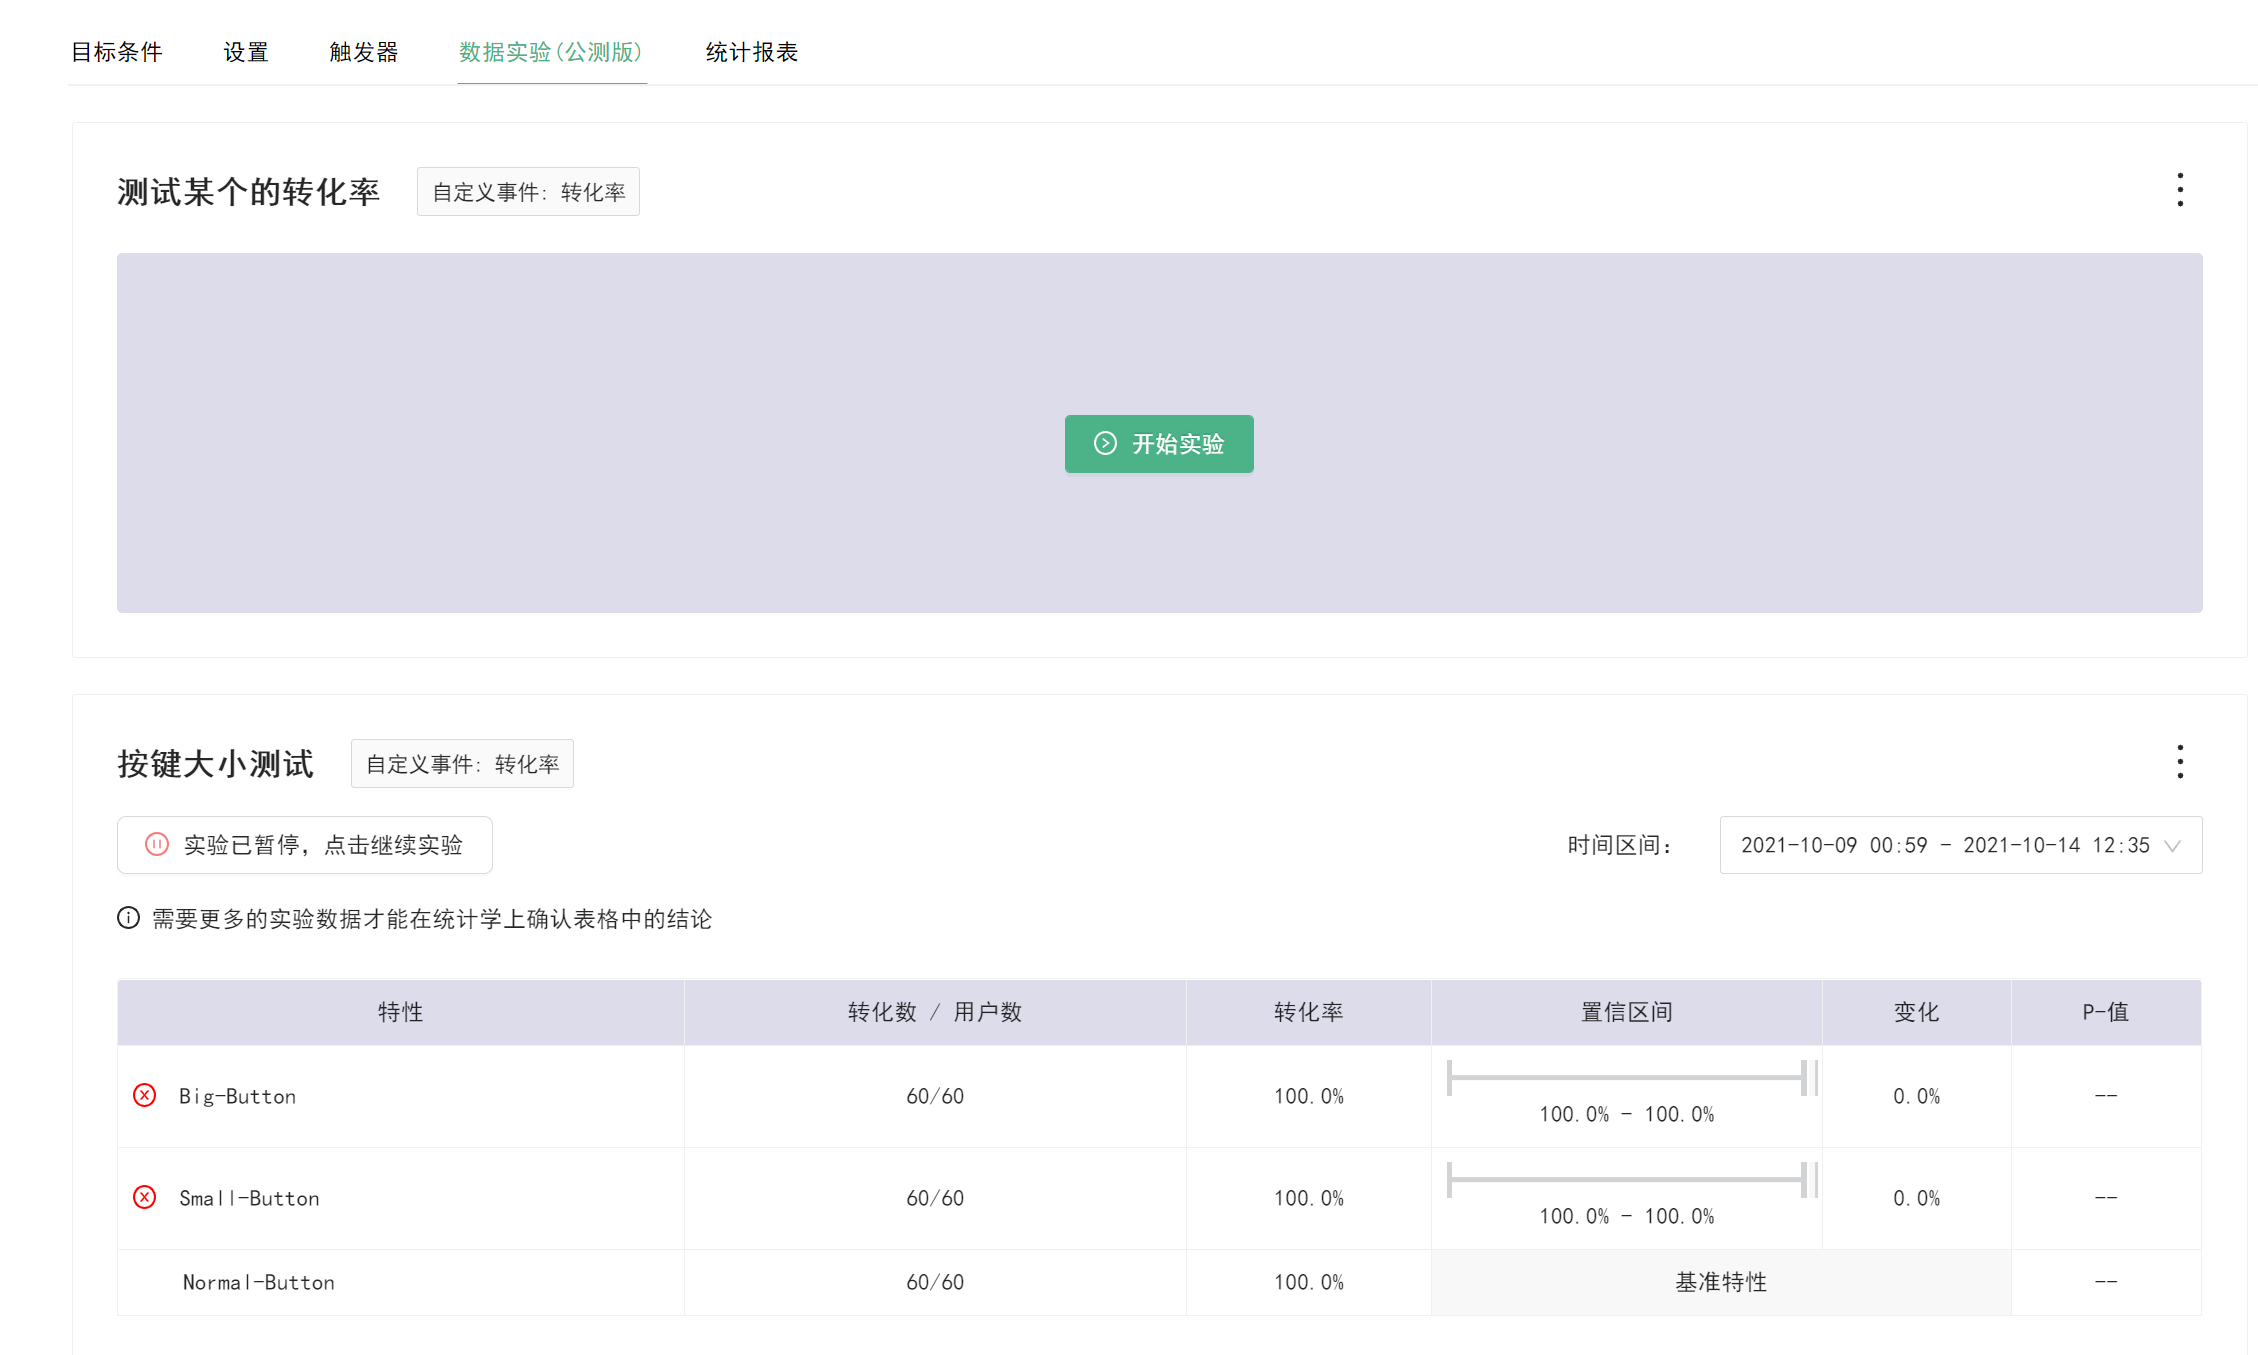 目标条件 设置 触发器 数据实验(公测版) 统计报表
测试某个的转化率 自定义事件: 转化率
开始实验
按键大小测试 自定义事件: 转化率
实验已暂停，点击继续实验 时间区间: 2021-10-09 00:59 - 2021-10-14 12:35
需要更多的实验数据才能在统计学上确认表格中的结论
特性 转化数 / 用户数 转化率 置信区间 变化 P-值
Big-Button 60/60 100.0% 100.0% - 100.0% 0.0% --
Small-Button 60/60 100.0% 100.0% - 100.0% 0.0% --
Normal-Button 60/60 100.0% 基准特性 --